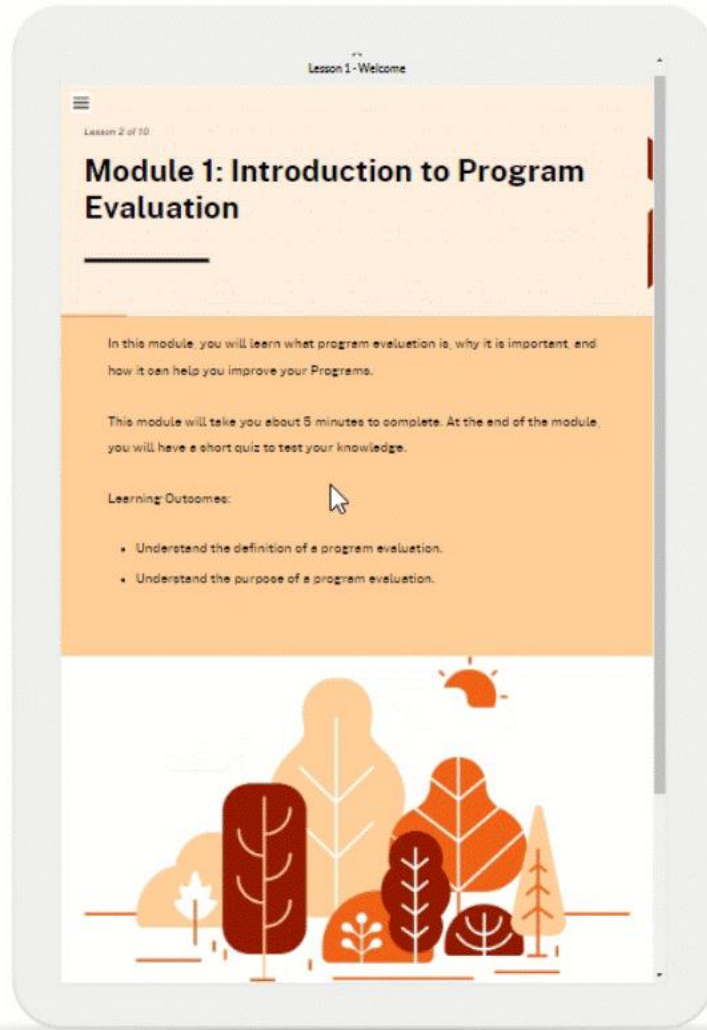 Lesson 1 - Welcome
Lesson 2 of 10
Module 1: Introduction to Program
Evaluation
In this module, you will learn what program evaluation is, why it is important, and
how it can help you improve your Programs.
This module will take you about 5 minutes to complete. At the end of the module,
you will have a short quiz to test your knowledge.
Learning Outcomes:
• Understand the definition of a program evaluation.
• Understand the purpose of a program evaluation.